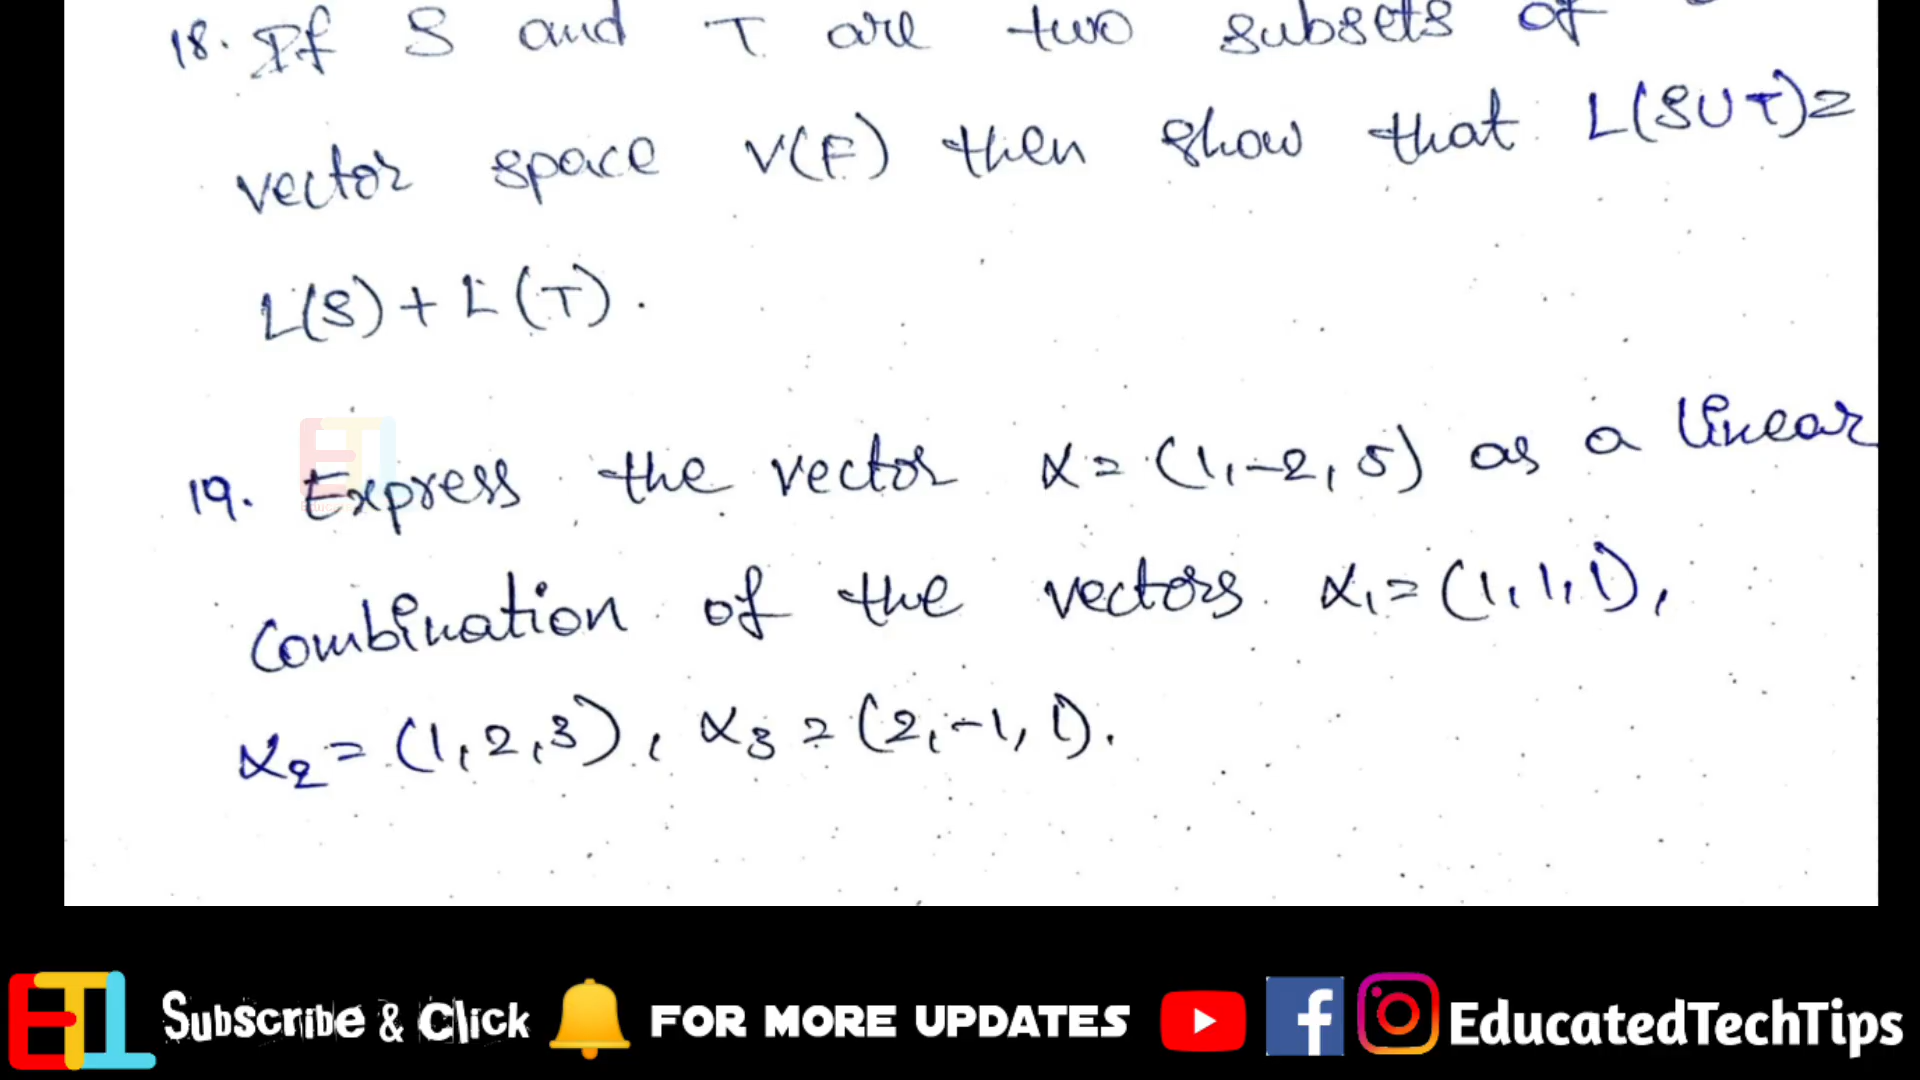 18. If S and T are two subsets of
vector space V(F) then show that L(SUT)=
L(S)+L(T).
19. Express the vector α=(1,-2,5) as a linear
combination of the vectors. α₁=(1,1,1),
α₂=(1,2,3), α₃=(2,-1,1).
ETL Subscribe & Click FOR MORE UPDATES EducatedTechTips